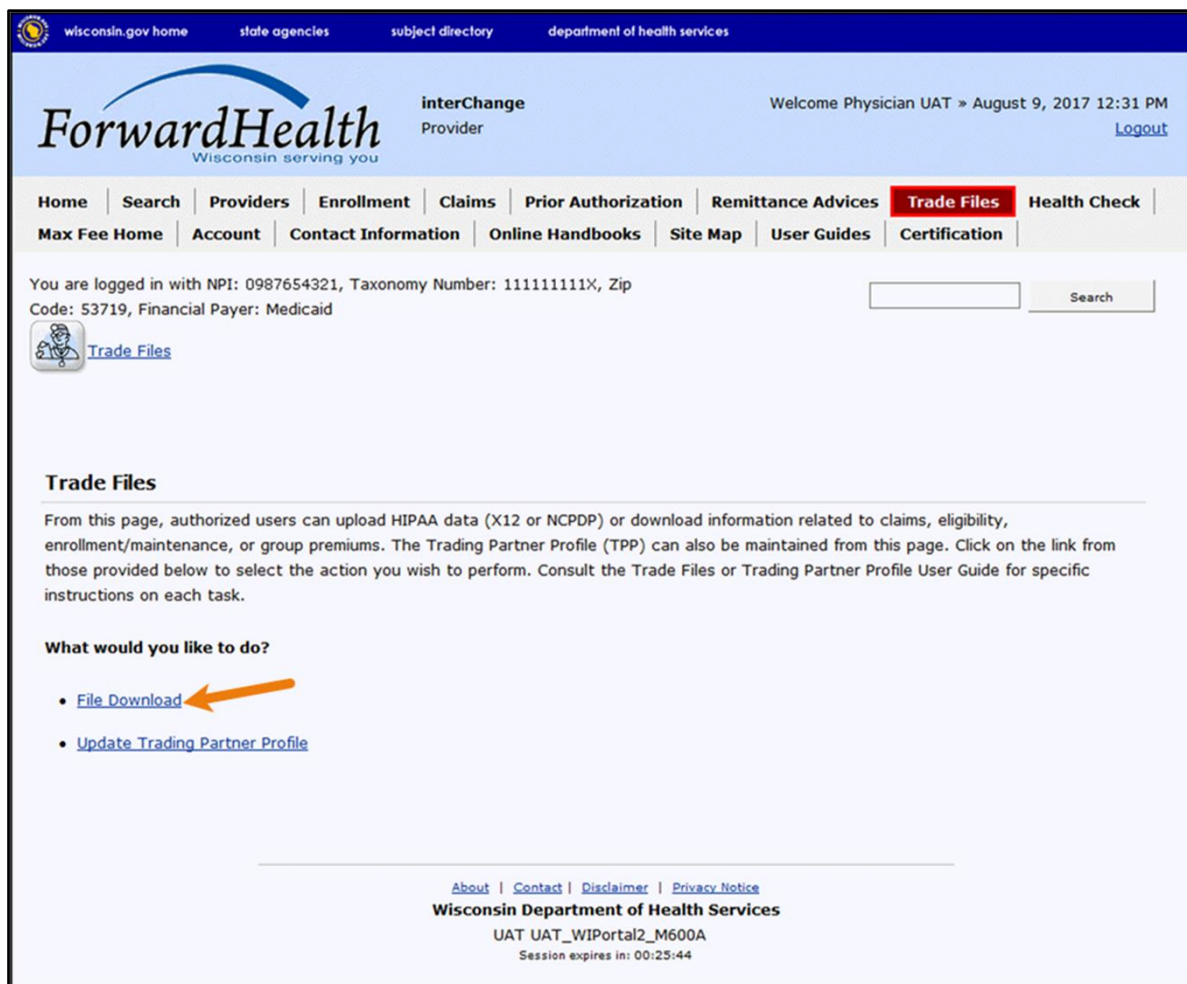 wisconsin.gov home state agencies subject directory department of health services
ForwardHealth
Wisconsin serving you
interChange
Provider
Welcome Physician UAT » August 9, 2017 12:31 PM
Logout
Home Search Providers Enrollment Claims Prior Authorization Remittance Advices Trade Files Health Check
Max Fee Home Account Contact Information Online Handbooks Site Map User Guides Certification
You are logged in with NPI: 0987654321, Taxonomy Number: 111111111X, Zip
Code: 53719, Financial Payer: Medicaid
Search
Trade Files
Trade Files
From this page, authorized users can upload HIPAA data (X12 or NCPDP) or download information related to claims, eligibility,
enrollment/maintenance, or group premiums. The Trading Partner Profile (TPP) can also be maintained from this page. Click on the link from
those provided below to select the action you wish to perform. Consult the Trade Files or Trading Partner Profile User Guide for specific
instructions on each task.
What would you like to do?
• File Download
• Update Trading Partner Profile
About | Contact | Disclaimer | Privacy Notice
Wisconsin Department of Health Services
UAT UAT_WIPortal2_M600A
Session expires in: 00:25:44